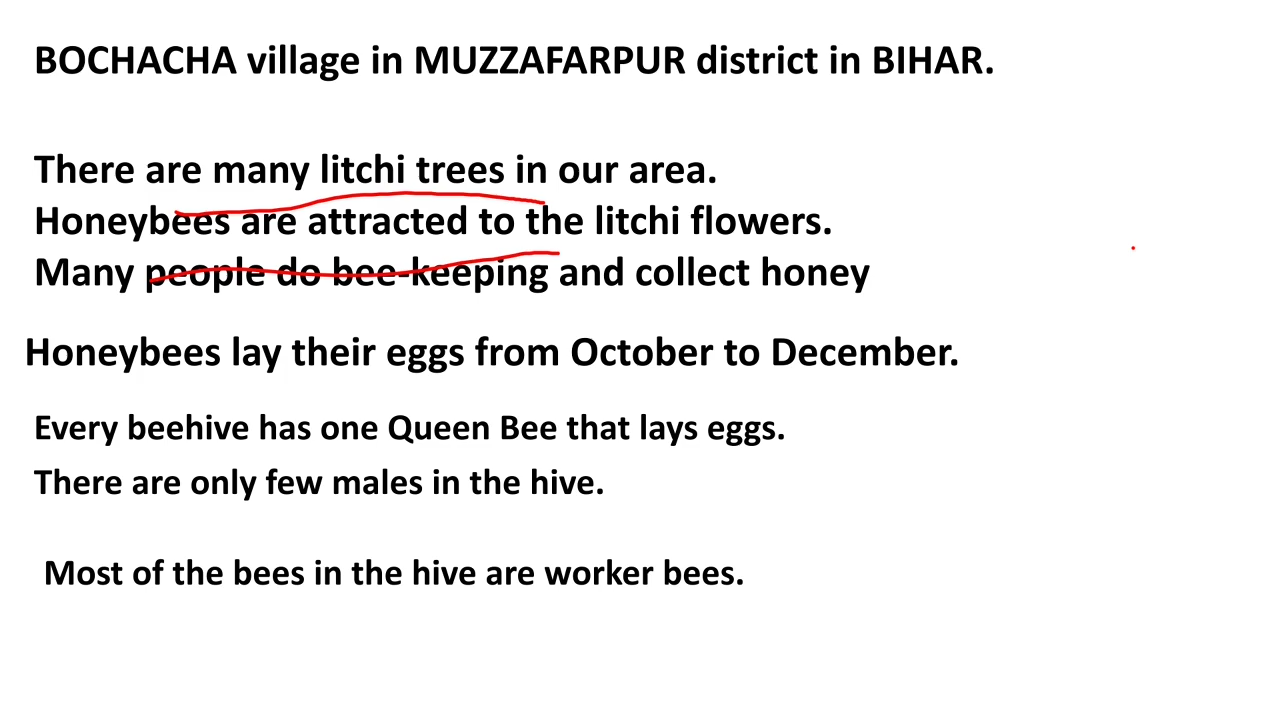 BOCHACHA village in MUZZAFARPUR district in BIHAR.
There are many litchi trees in our area.
Honeybees are attracted to the litchi flowers.
Many people do bee-keeping and collect honey
Honeybees lay their eggs from October to December.
Every beehive has one Queen Bee that lays eggs.
There are only few males in the hive.
Most of the bees in the hive are worker bees.